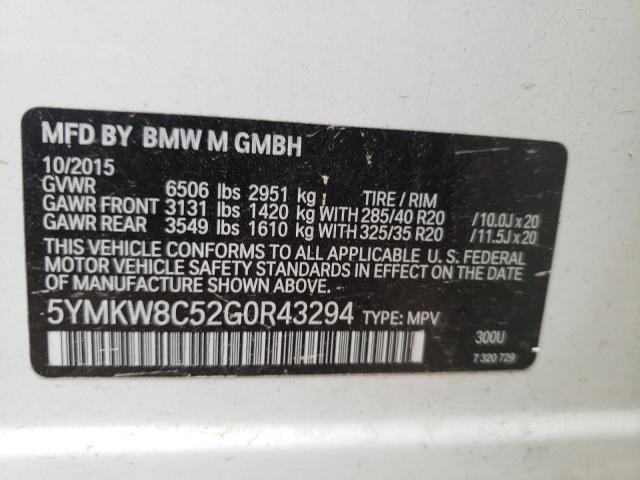 MFD BY BMW M GMBH
10/2015
GVWR 6506 lbs 2951 kg TIRE / RIM
GAWR FRONT 3131 lbs 1420 kg WITH 285/40 R20 /10.0J x 20
GAWR REAR 3549 lbs 1610 kg WITH 325/35 R20 /11.5J x 20
THIS VEHICLE CONFORMS TO ALL APPLICABLE U. S. FEDERAL
MOTOR VEHICLE SAFETY STANDARDS IN EFFECT ON THE DATE
OF MANUFACTURE SHOWN ABOVE.
5YMKW8C52G0R43294 TYPE: MPV
300U
7 320 729